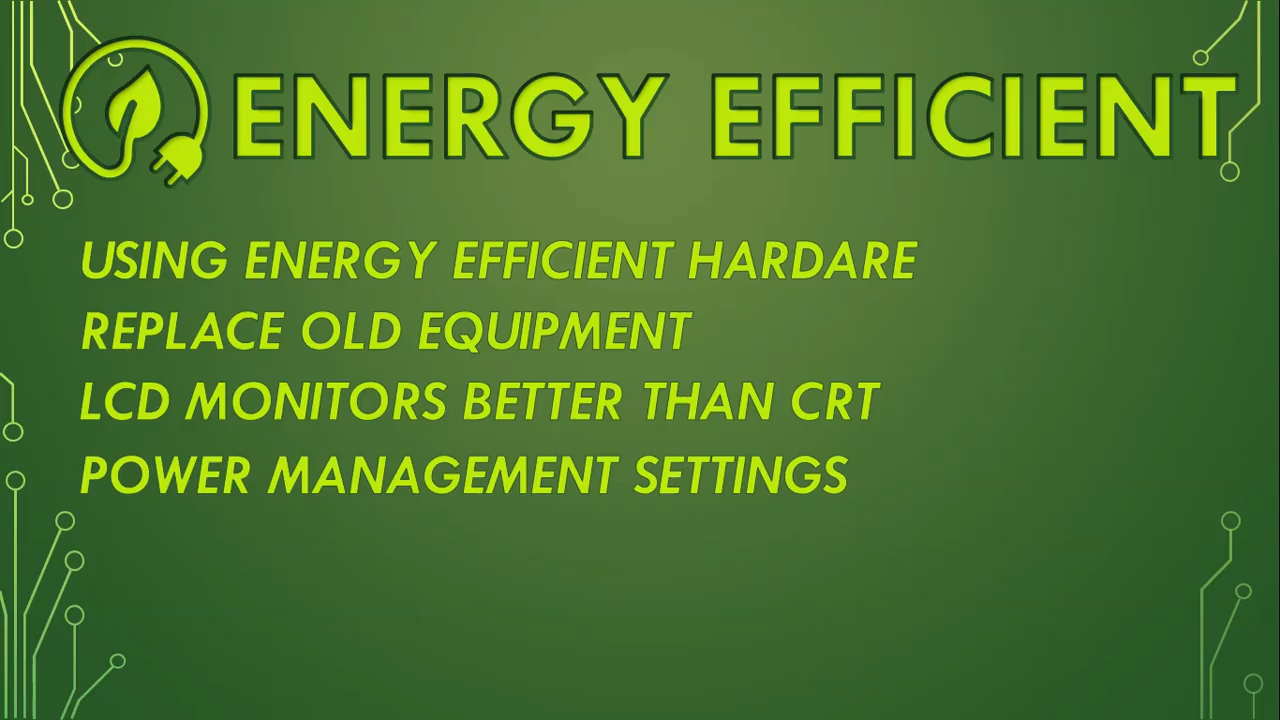 ENERGY EFFICIENT
USING ENERGY EFFICIENT HARDARE
REPLACE OLD EQUIPMENT
LCD MONITORS BETTER THAN CRT
POWER MANAGEMENT SETTINGS